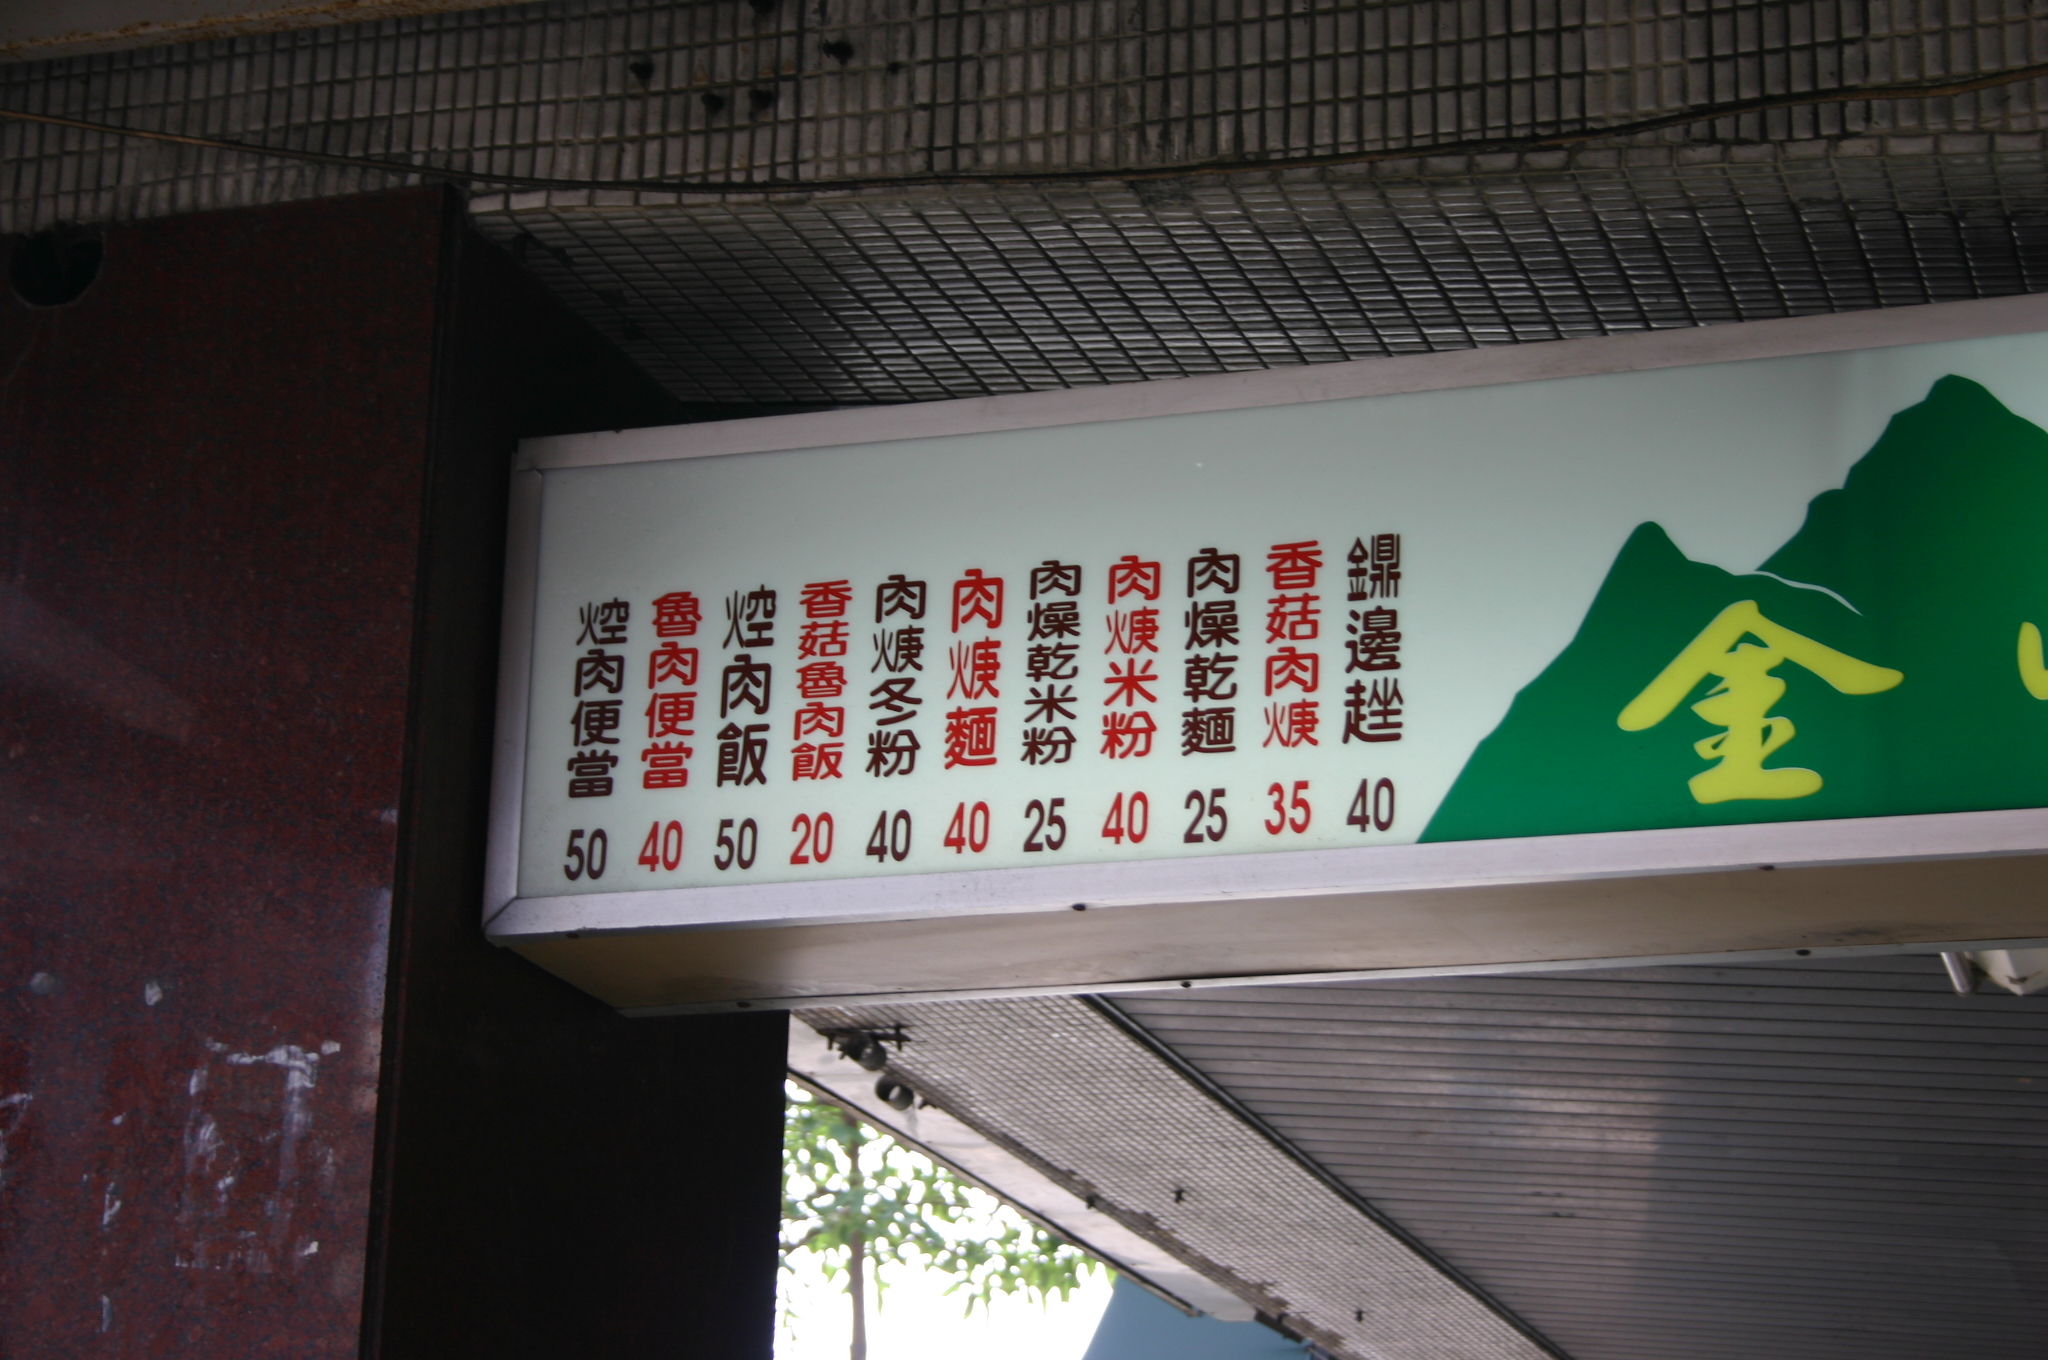 金
鐤邊趖 40
香菇肉焿 35
肉燥乾麵 25
肉焿米粉 40
肉燥乾米粉 25
肉焿麵 40
肉焿冬粉 40
香菇魯肉飯 20
焢肉飯 50
魯肉便當 40
焢肉便當 50